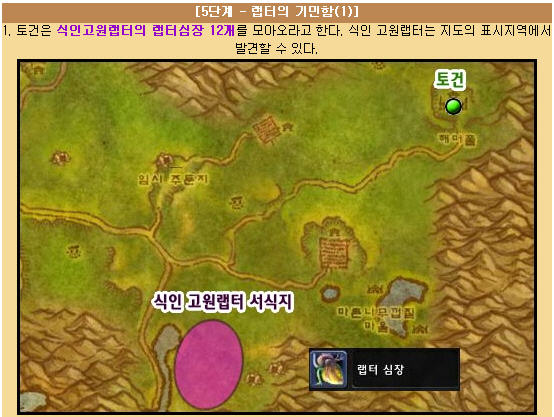 [5단계 - 랩터의 기민함(1)]
1. 토건은 식인고원랩터의 랩터심장 12개를 모아오라고 한다. 식인 고원랩터는 지도의 표시지역에서
발견할 수 있다.
토건
해머폴
임시 주둔지
식인 고원랩터 서식지
마른나무껍질
마을
랩터 심장